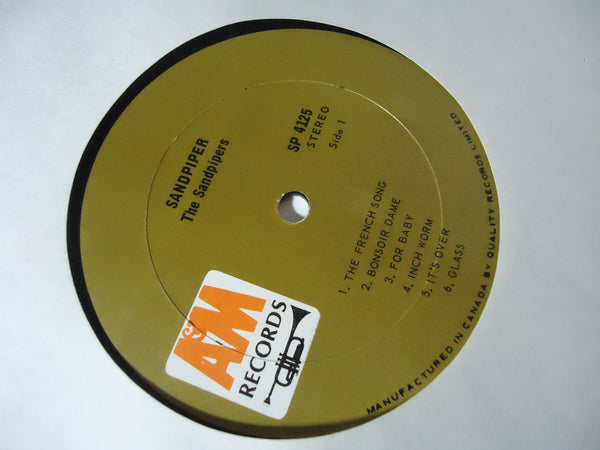 SANDPIPER
The Sandpipers
SP 4125
STEREO
Side 1
1. THE FRENCH SONG
2. BONSOIR DAME
3. FOR BABY
4. INCH WORM
5. IT'S OVER
6. GLASS
A&M
RECORDS
MANUFACTURED IN CANADA BY QUALITY RECORDS LIMITED